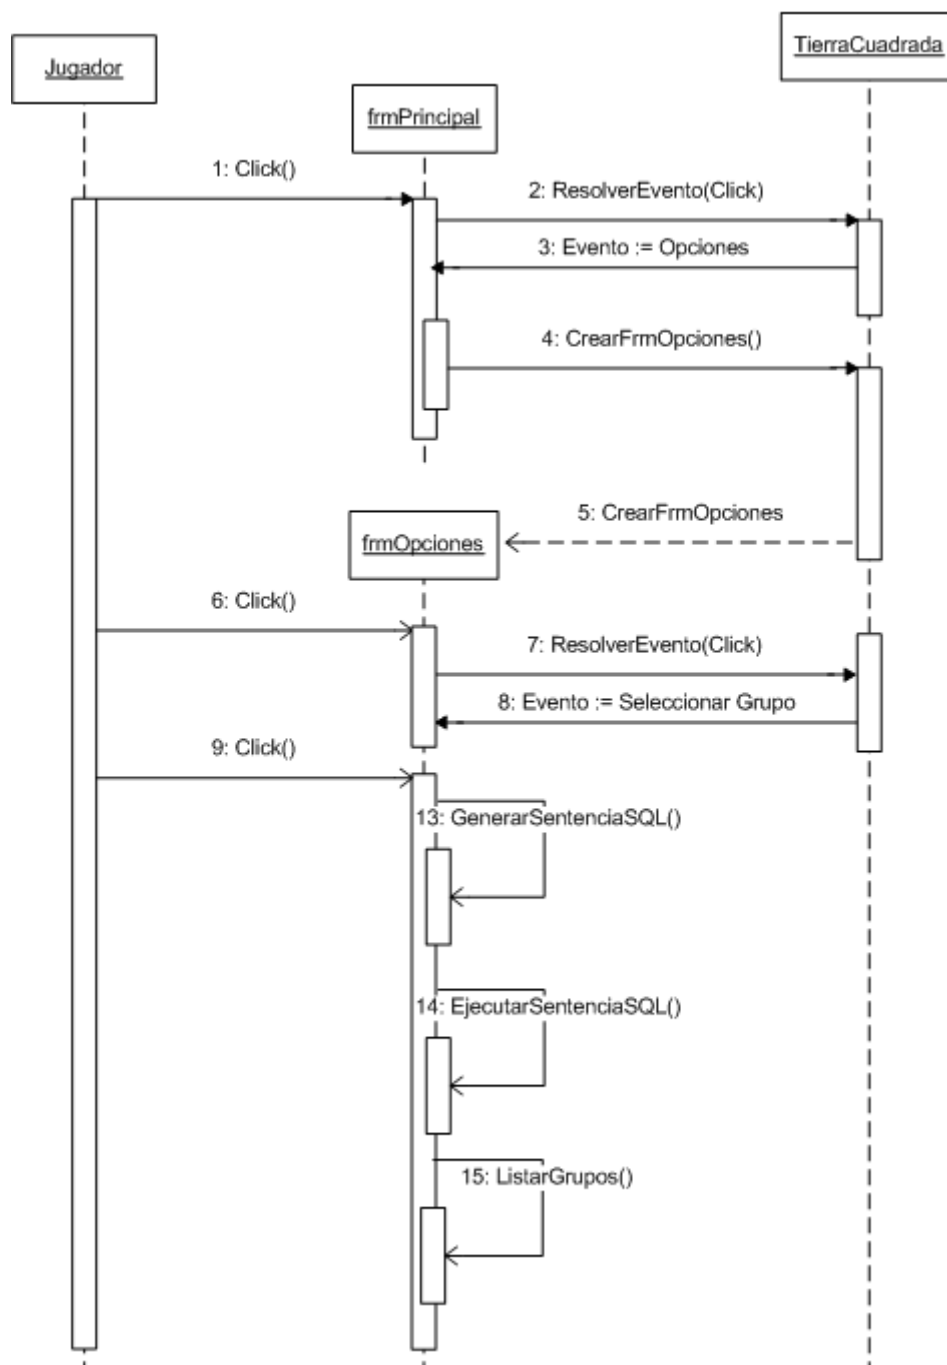 TierraCuadrada
Jugador
frmPrincipal
1: Click()
2: ResolverEvento(Click)
3: Evento := Opciones
4: CrearFrmOpciones()
5: CrearFrmOpciones
frmOpciones
6: Click()
7: ResolverEvento(Click)
8: Evento := Seleccionar Grupo
9: Click()
13: GenerarSentenciaSQL()
14: EjecutarSentenciaSQL()
15: ListarGrupos()